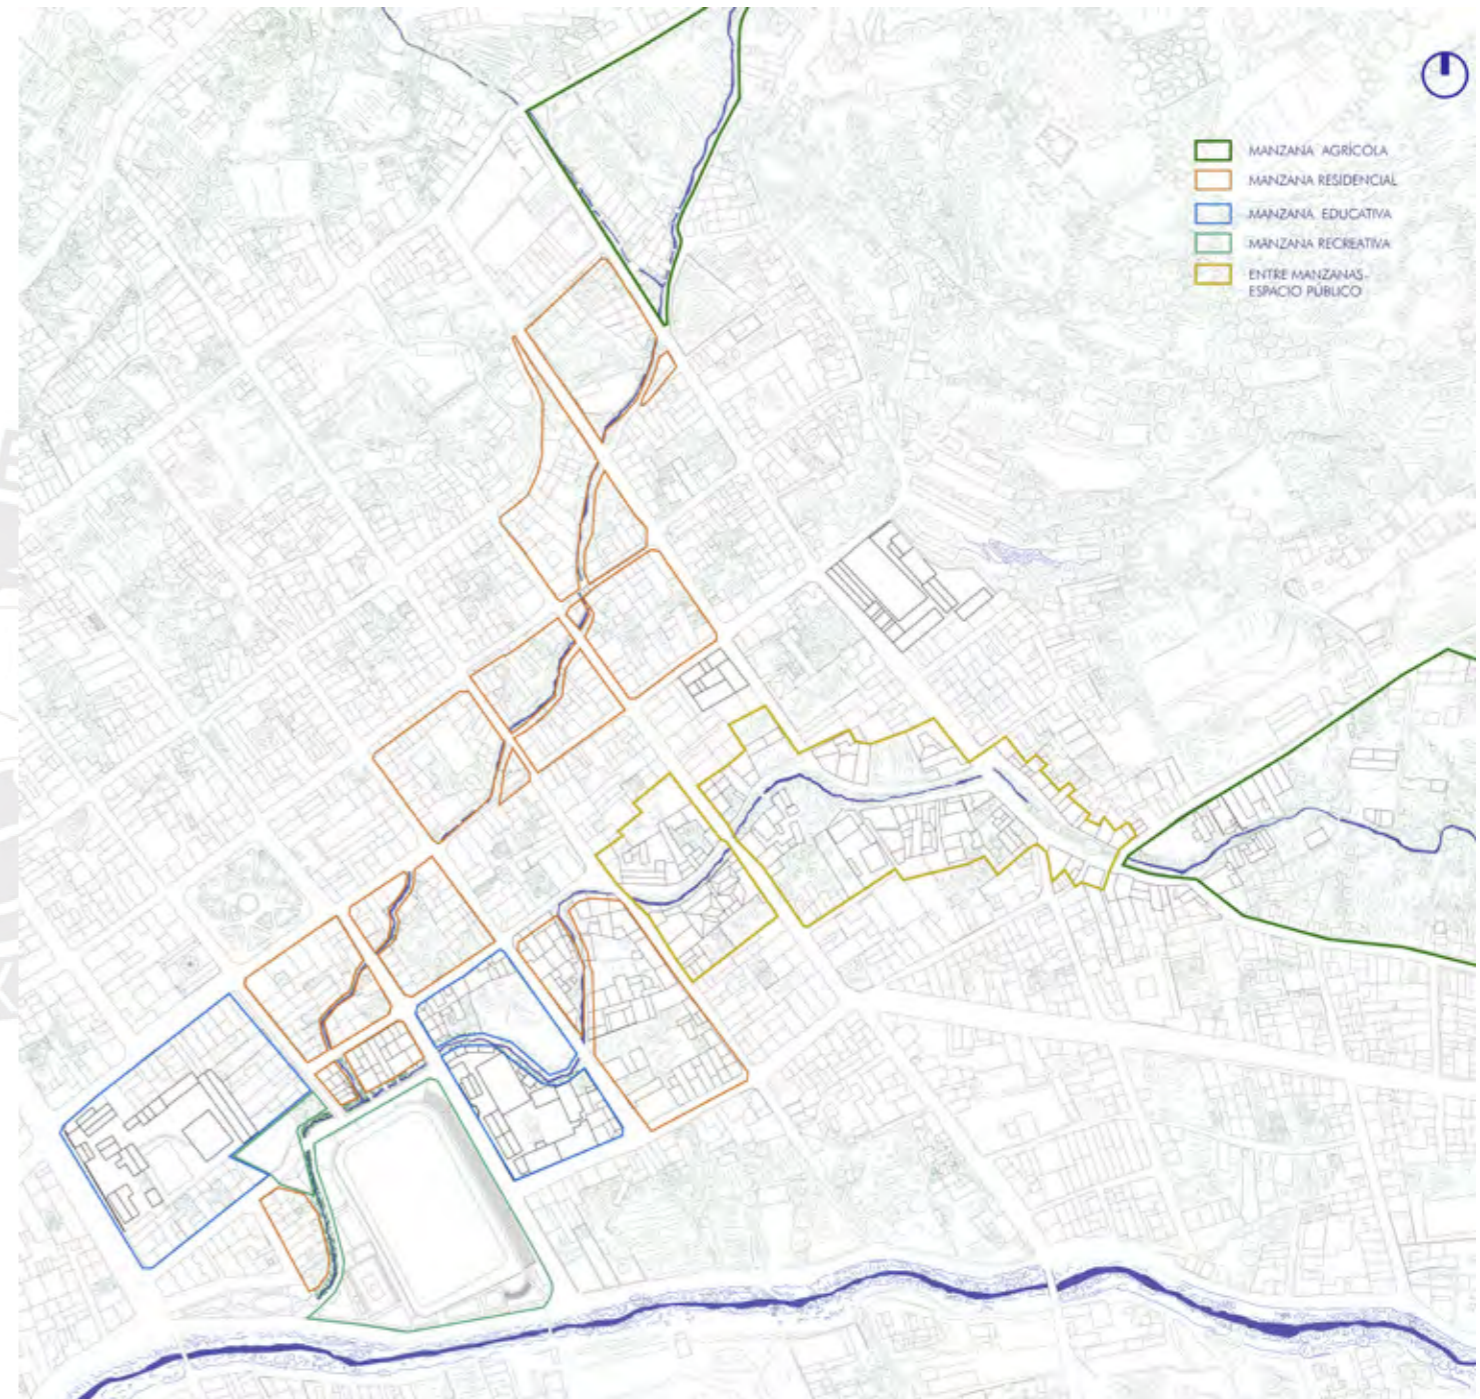 MANZANA AGRÍCOLA
MANZANA RESIDENCIAL
MANZANA EDUCATIVA
MANZANA RECREATIVA
ENTRE MANZANAS-
ESPACIO PÚBLICO